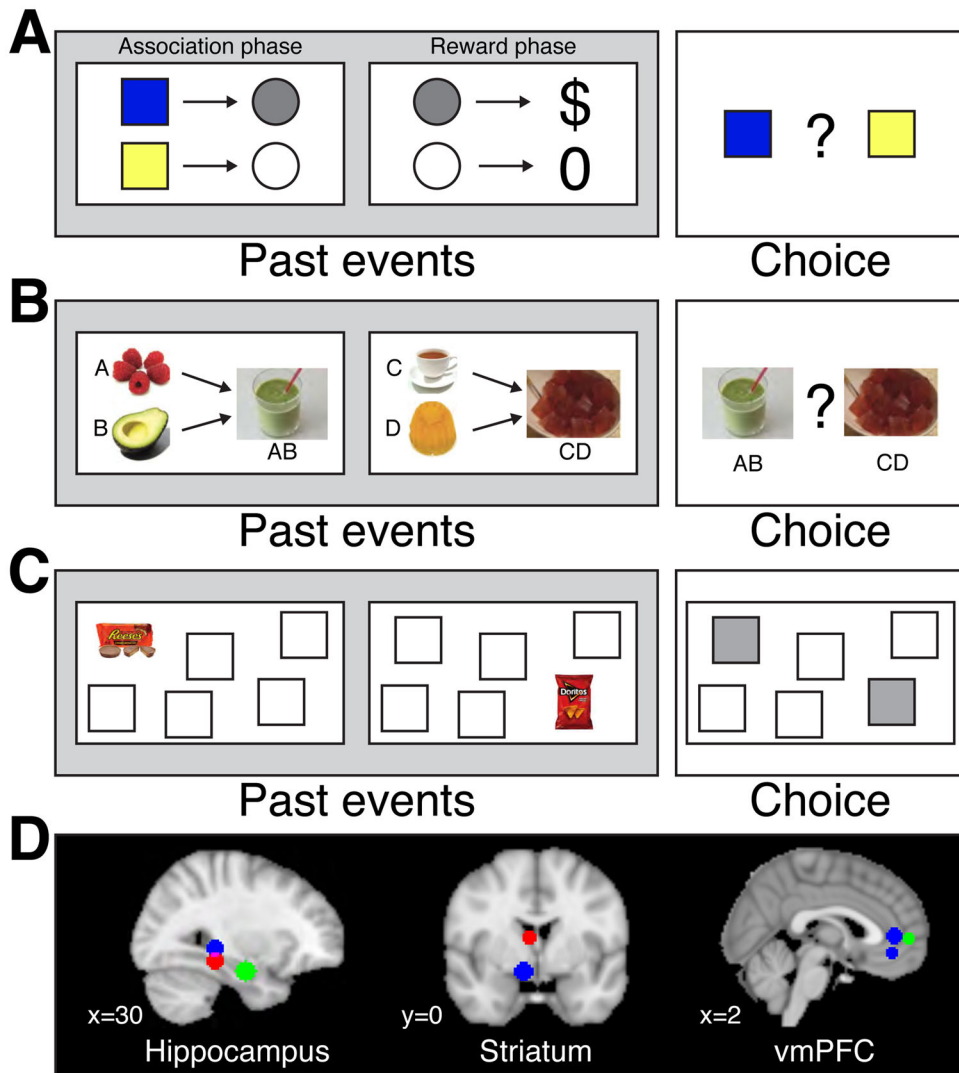 A
Association phase
Reward phase
$
0
?
Past events
Choice
B
A
B
AB
C
D
CD
?
AB
CD
Past events
Choice
C
Reese's
Doritos
Past events
Choice
D
x=30
Hippocampus
y=0
Striatum
x=2
vmPFC